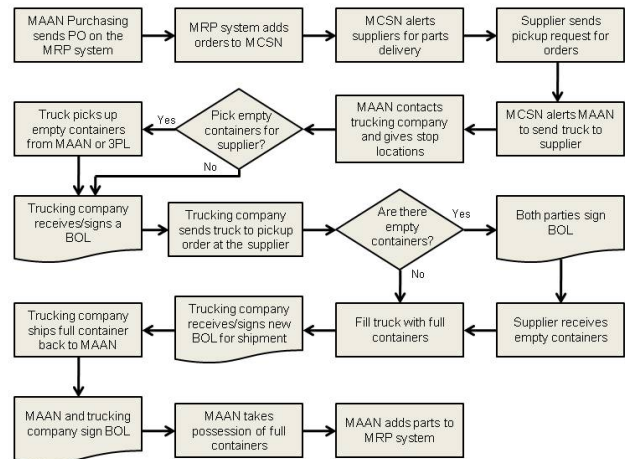 MAAN Purchasing
sends PO on the
MRP system
MRP system adds
orders to MCSN
MCSN alerts
suppliers for parts
delivery
Supplier sends
pickup request for
orders
Truck picks up
empty containers
from MAAN or 3PL
Yes
Pick empty
containers for
supplier?
No
MAAN contacts
trucking company
and gives stop
locations
MCSN alerts MAAN
to send truck to
supplier
Trucking company
receives/signs a
BOL
Trucking company
sends truck to pickup
order at the supplier
Are there
empty
containers?
Yes
No
Both parties sign
BOL
Trucking company
ships full container
back to MAAN
Trucking company
receives/signs new
BOL for shipment
Fill truck with full
containers
Supplier receives
empty containers
MAAN and trucking
company sign BOL
MAAN takes
possession of full
containers
MAAN adds parts to
MRP system